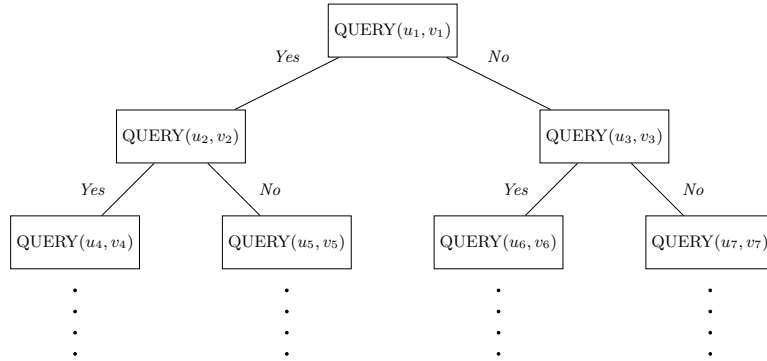 QUERY(u₁, v₁)
Yes
No
QUERY(u₂, v₂)
QUERY(u₃, v₃)
Yes
No
Yes
No
QUERY(u₄, v₄)
QUERY(u₅, v₅)
QUERY(u₆, v₆)
QUERY(u₇, v₇)